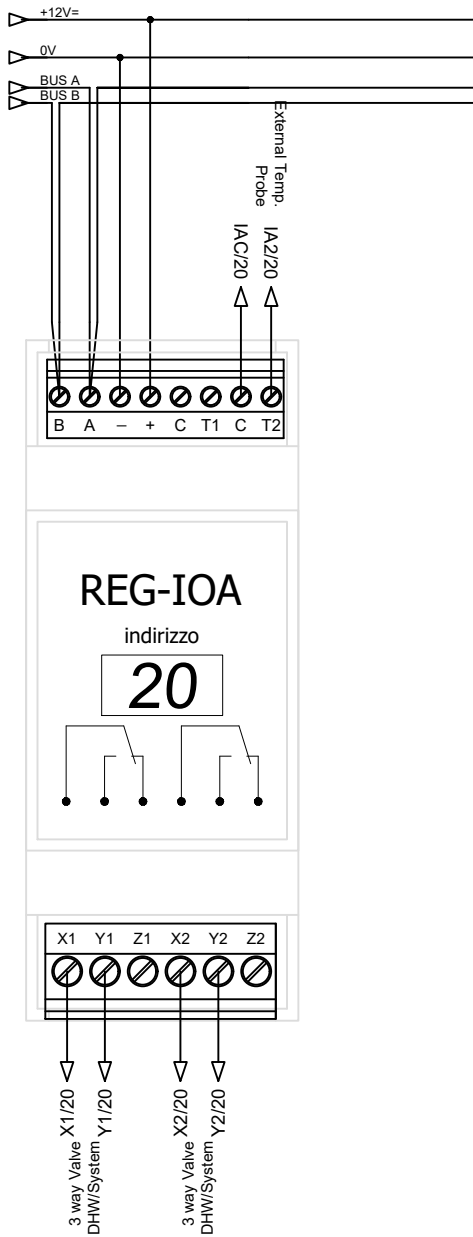 +12V=
0V
BUS A
BUS B
External Temp.
Probe
IAC/20
IA2/20
B A – + C T1 C T2
REG-IOA
indirizzo
20
X1 Y1 Z1 X2 Y2 Z2
X1/20
Y1/20
X2/20
Y2/20
3 way Valve
DHW/System
3 way Valve
DHW/System